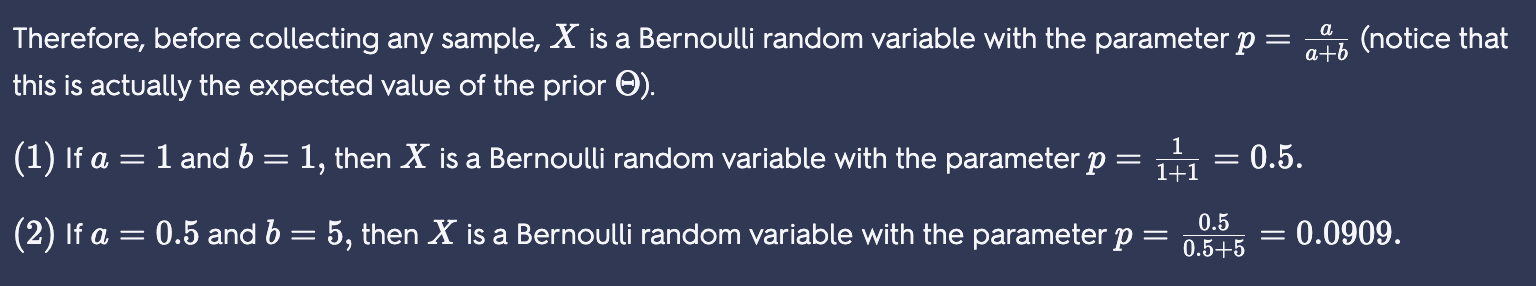 Therefore, before collecting any sample, X is a Bernoulli random variable with the parameter p = a/(a+b) (notice that
this is actually the expected value of the prior Θ).
(1) If a = 1 and b = 1, then X is a Bernoulli random variable with the parameter p = 1/(1+1) = 0.5.
(2) If a = 0.5 and b = 5, then X is a Bernoulli random variable with the parameter p = 0.5/(0.5+5) = 0.0909.